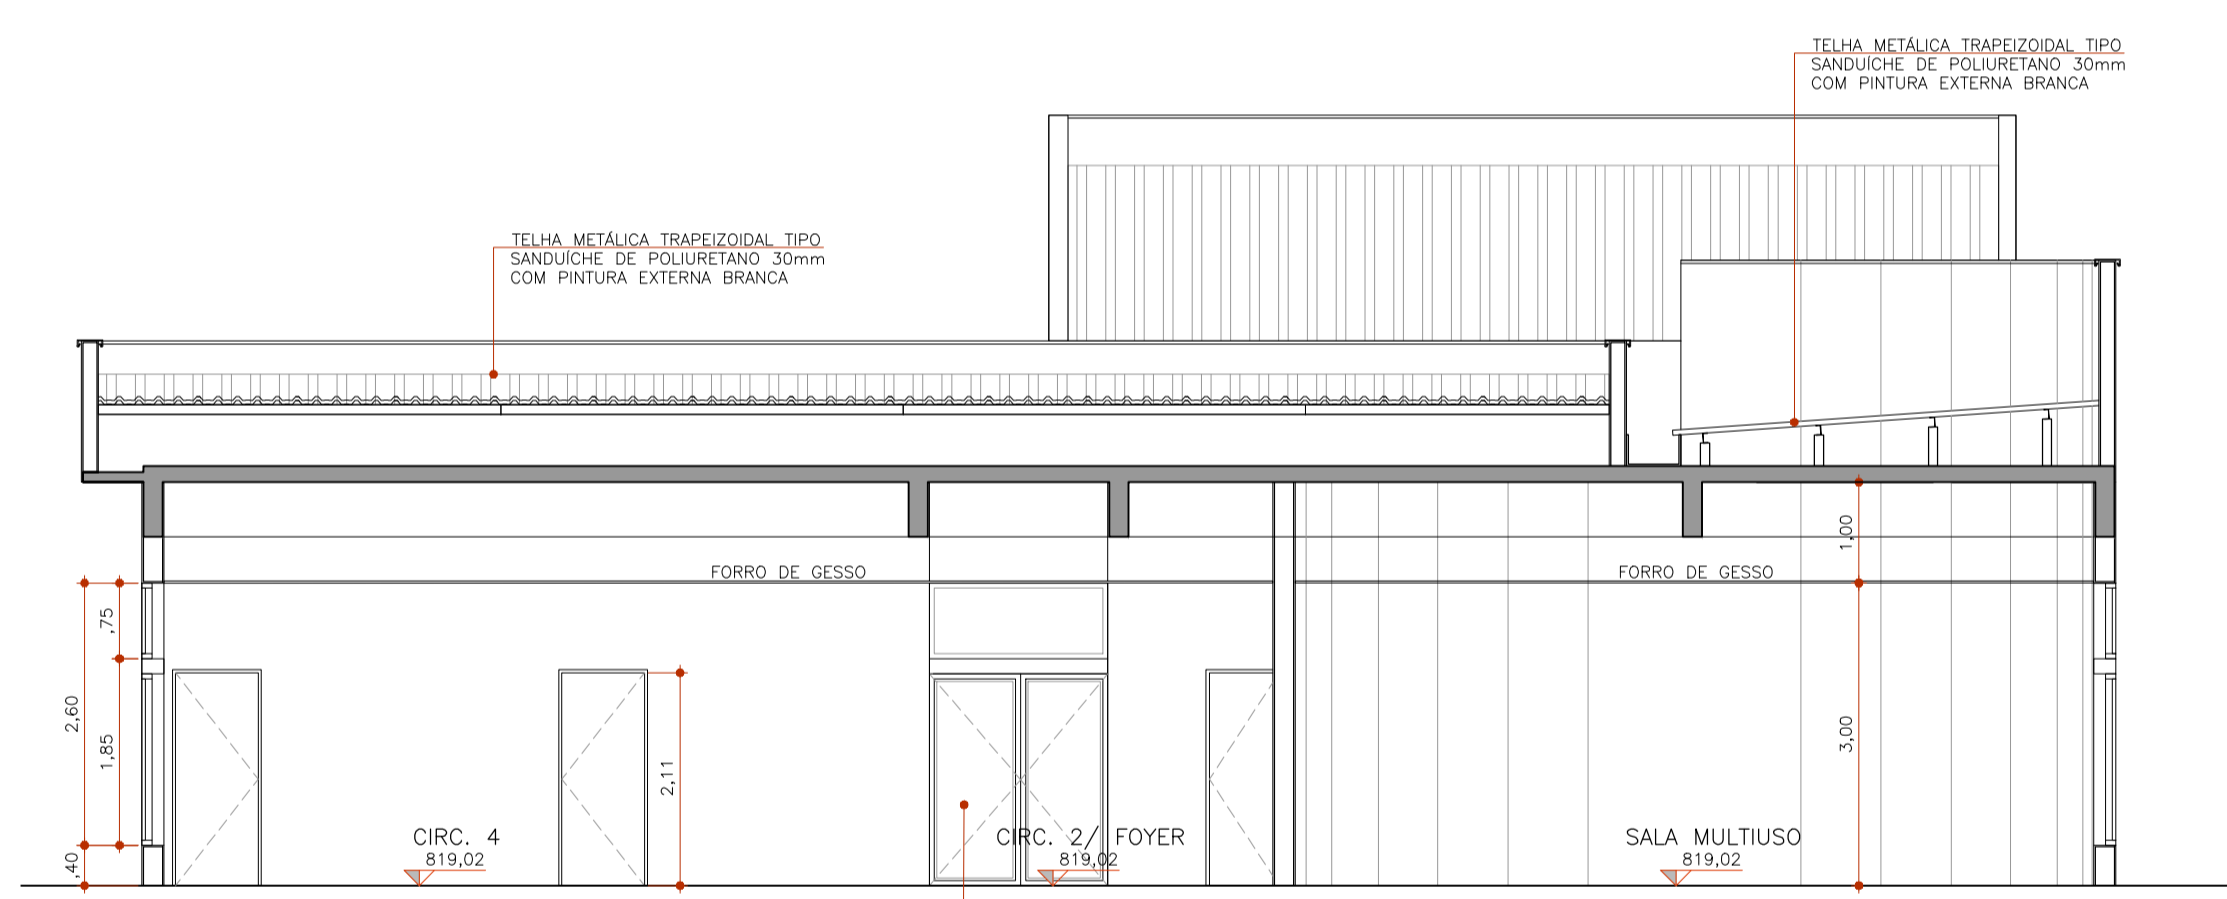 TELHA METÁLICA TRAPEIZOIDAL TIPO
SANDUÍCHE DE POLIURETANO 30mm
COM PINTURA EXTERNA BRANCA
TELHA METÁLICA TRAPEIZOIDAL TIPO
SANDUÍCHE DE POLIURETANO 30mm
COM PINTURA EXTERNA BRANCA
1,00
FORRO DE GESSO
FORRO DE GESSO
,75
2,60
1,85
2,11
3,00
,40
CIRC. 4
819,02
CIRC. 2/ FOYER
819,02
SALA MULTIUSO
819,02